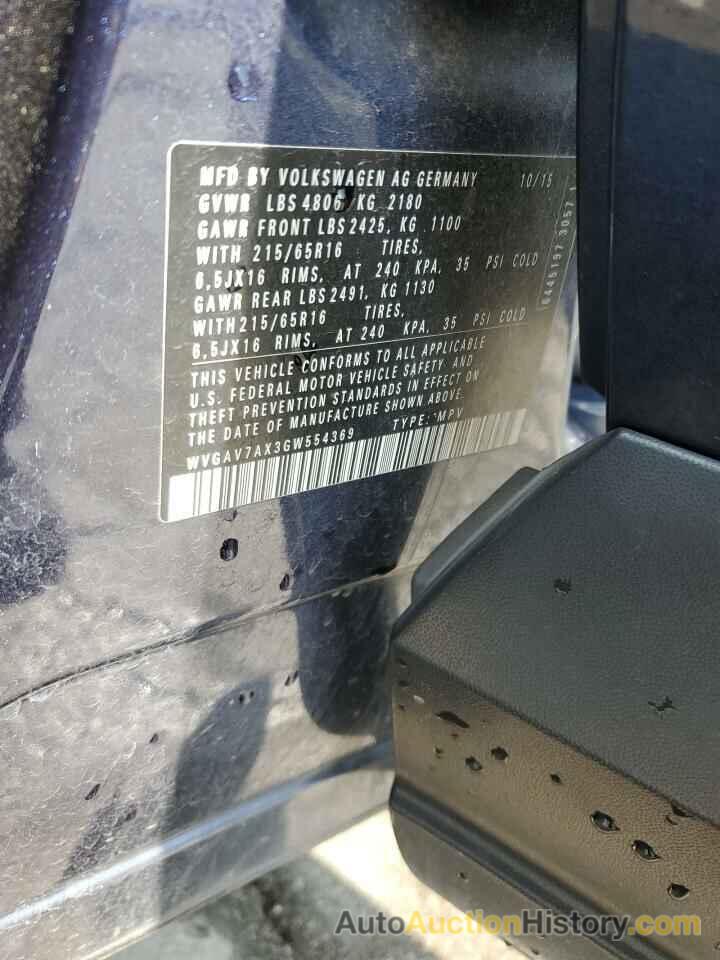 MFD BY VOLKSWAGEN AG GERMANY 10/15
GVWR LBS 4806 KG 2180
GAWR FRONT LBS 2425, KG 1100
WITH 215/65R16 TIRES,
6,5JX16 RIMS, AT 240 KPA, 35 PSI COLD
GAWR REAR LBS 2491, KG 1130
WITH 215/65R16 TIRES,
6,5JX16 RIMS, AT 240 KPA, 35 PSI COLD
THIS VEHICLE CONFORMS TO ALL APPLICABLE
U.S. FEDERAL MOTOR VEHICLE SAFETY AND
THEFT PREVENTION STANDARDS IN EFFECT ON
THE DATE OF MANUFACTURE SHOWN ABOVE.
WVGAV7AX3GW554369 TYPE: MPV
6445197 3057 1
AutoAuctionHistory.com